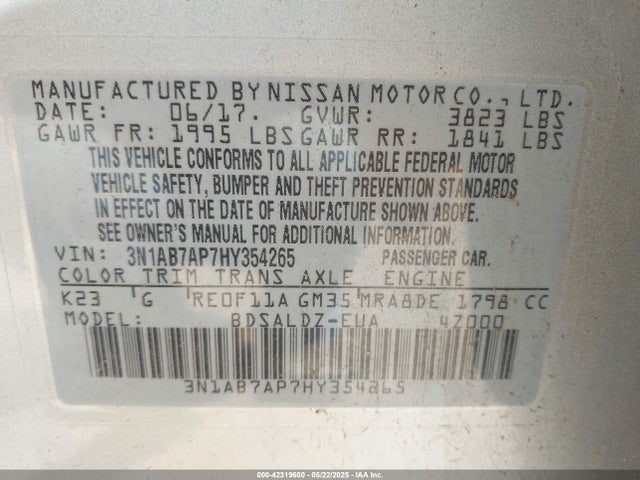 MANUFACTURED BY NISSAN MOTOR CO., LTD.
DATE: 06/17. GVWR: 3823 LBS
GAWR FR: 1995 LBS GAWR RR: 1841 LBS
THIS VEHICLE CONFORMS TO ALL APPLICABLE FEDERAL MOTOR
VEHICLE SAFETY, BUMPER AND THEFT PREVENTION STANDARDS
IN EFFECT ON THE DATE OF MANUFACTURE SHOWN ABOVE.
SEE OWNER'S MANUAL FOR ADDITIONAL INFORMATION.
VIN: 3N1AB7AP7HY354265 PASSENGER CAR.
COLOR TRIM TRANS AXLE ENGINE
K23 G RE0F11A GM35 MRA8DE 1798 CC
MODEL: BDSALDZ-EUA 4Z000
3N1AB7AP7HY354265
000-42319600 - 05/22/2025 - IAA Inc.